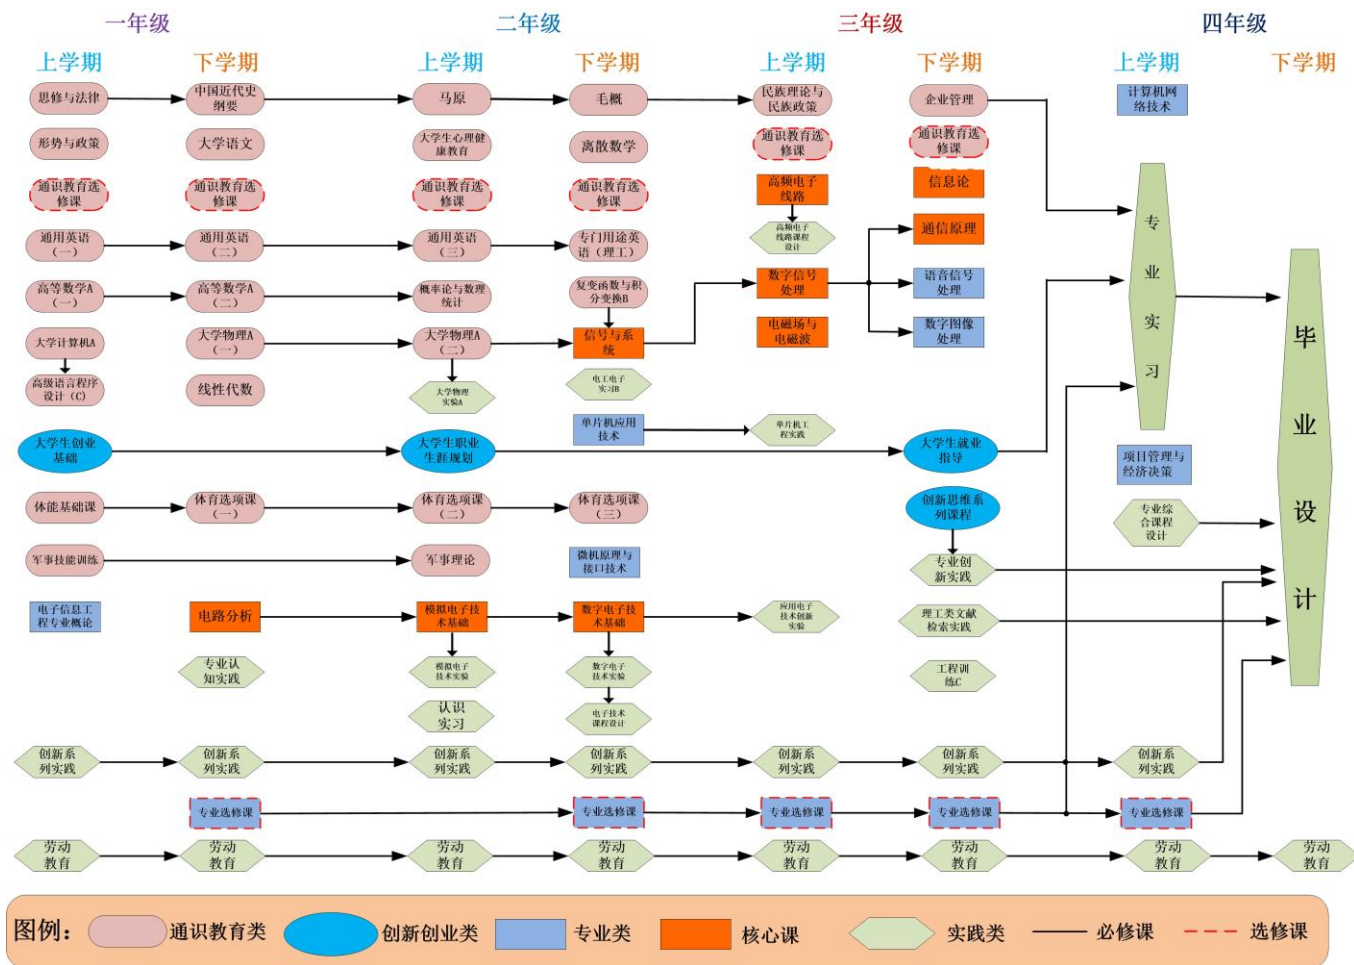 一年级
二年级
三年级
四年级
上学期
下学期
上学期
下学期
上学期
下学期
上学期
下学期
思修与法律
中国近代史
纲要
马原
毛概
民族理论与
民族政策
企业管理
计算机网
络技术
形势与政策
大学语文
大学生心理健
康教育
离散数学
通识教育选
修课
通识教育选
修课
通识教育选
修课
通识教育选
修课
通识教育选
修课
高频电子
线路
信息论
通识教育选
修课
通用英语
（一）
通用英语
（二）
通用英语
（三）
专门用途英
语（理工）
高频电子
线路课程
设计
通信原理
高等数学A
（一）
高等数学A
（二）
概率论与数理
统计
复变函数与积
分变换B
数字信号
处理
语音信号
处理
大学计算机A
大学物理A
（一）
大学物理A
（二）
信号与系
统
电磁场与
电磁波
数字图像
处理
高级语言程序
设计（C）
线性代数
大学物理
实验A
电工电子
实习B
单片机应用
技术
单片机工
程实践
大学生创业
基础
大学生职业
生涯规划
大学生就业
指导
项目管理与
经济决策
体能基础课
体育选项课
（一）
体育选项课
（二）
体育选项课
（三）
创新思维系
列课程
专业综
合课程
设计
军事技能训练
军事理论
微机原理与
接口技术
专业创
新实践
电子信息工
程专业概论
电路分析
模拟电子技
术基础
数字电子技
术基础
应用电子
技术创新
实验
理工类文献
检索实践
专业认
知实践
模拟电子
技术实验
数字电子
技术实验
工程训
练C
认识
实习
电子技术
课程设计
创新系
列实践
创新系
列实践
创新系
列实践
创新系
列实践
创新系
列实践
创新系
列实践
创新系
列实践
专业选修课
专业选修课
专业选修课
专业选修课
专业选修课
劳动
教育
劳动
教育
劳动
教育
劳动
教育
劳动
教育
劳动
教育
劳动
教育
劳动
教育
专
业
实
习
毕
业
设
计
图例：
通识教育类
创新创业类
专业类
核心课
实践类
必修课
选修课